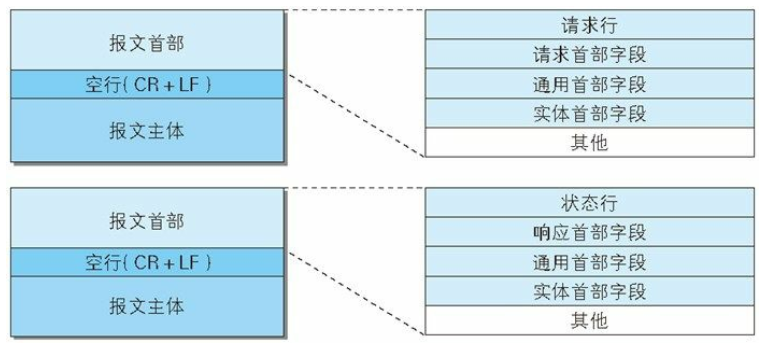 报文首部
空行( CR + LF )
报文主体
请求行
请求首部字段
通用首部字段
实体首部字段
其他
报文首部
空行( CR + LF )
报文主体
状态行
响应首部字段
通用首部字段
实体首部字段
其他